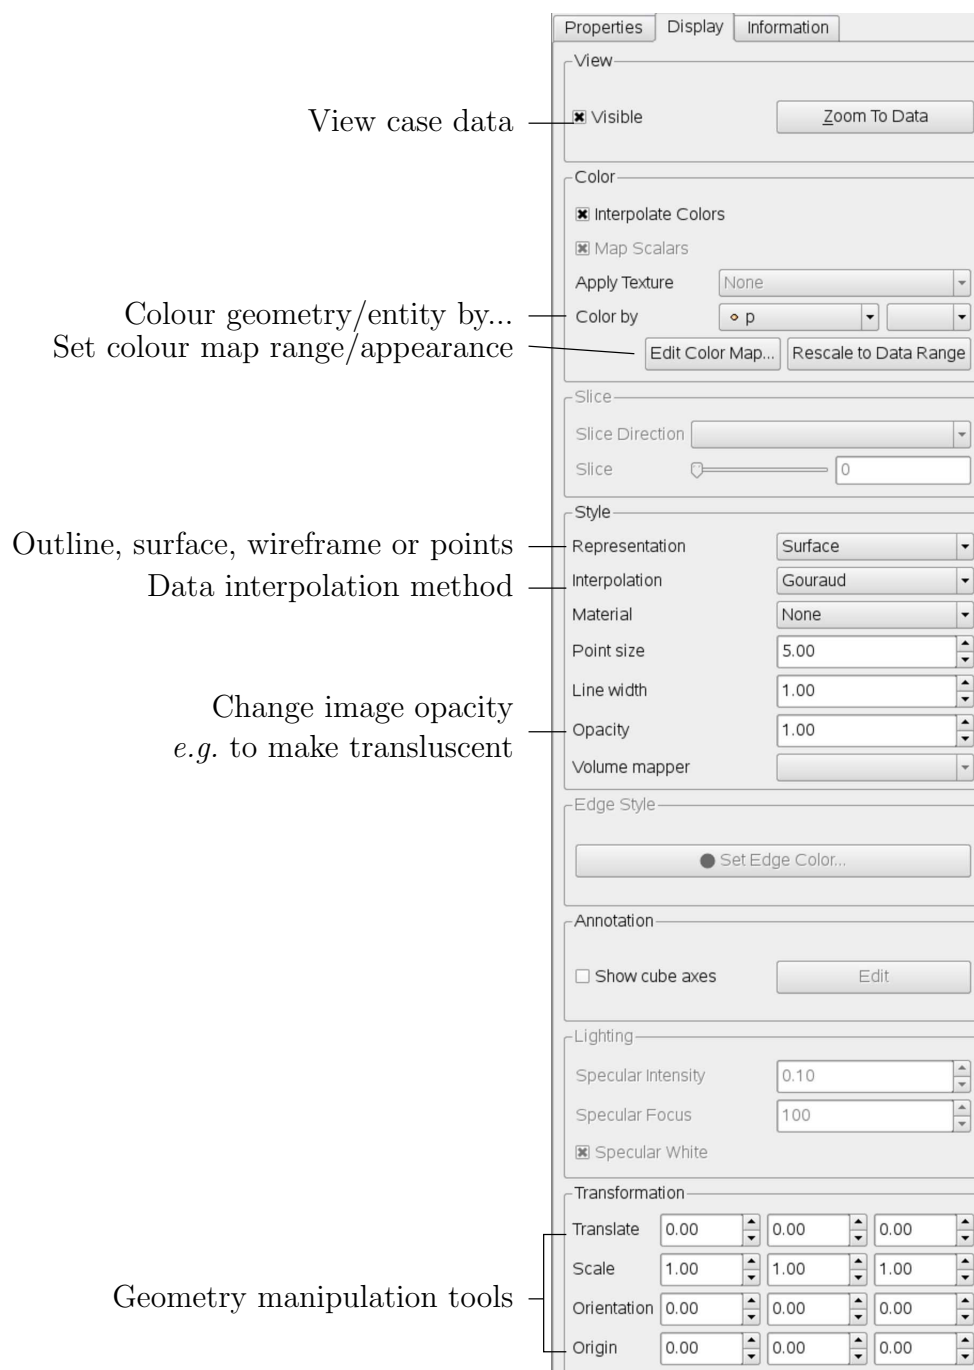 Properties Display Information
View
View case data
Visible Zoom To Data
Color
Interpolate Colors
Map Scalars
Apply Texture None
Colour geometry/entity by...
Color by p
Set colour map range/appearance
Edit Color Map... Rescale to Data Range
Slice
Slice Direction
Slice 0
Style
Outline, surface, wireframe or points
Representation Surface
Data interpolation method
Interpolation Gouraud
Material None
Point size 5.00
Line width 1.00
Change image opacity
e.g. to make transluscent
Opacity 1.00
Volume mapper
Edge Style
Set Edge Color...
Annotation
Show cube axes Edit
Lighting
Specular Intensity 0.10
Specular Focus 100
Specular White
Transformation
Translate 0.00 0.00 0.00
Scale 1.00 1.00 1.00
Geometry manipulation tools
Orientation 0.00 0.00 0.00
Origin 0.00 0.00 0.00